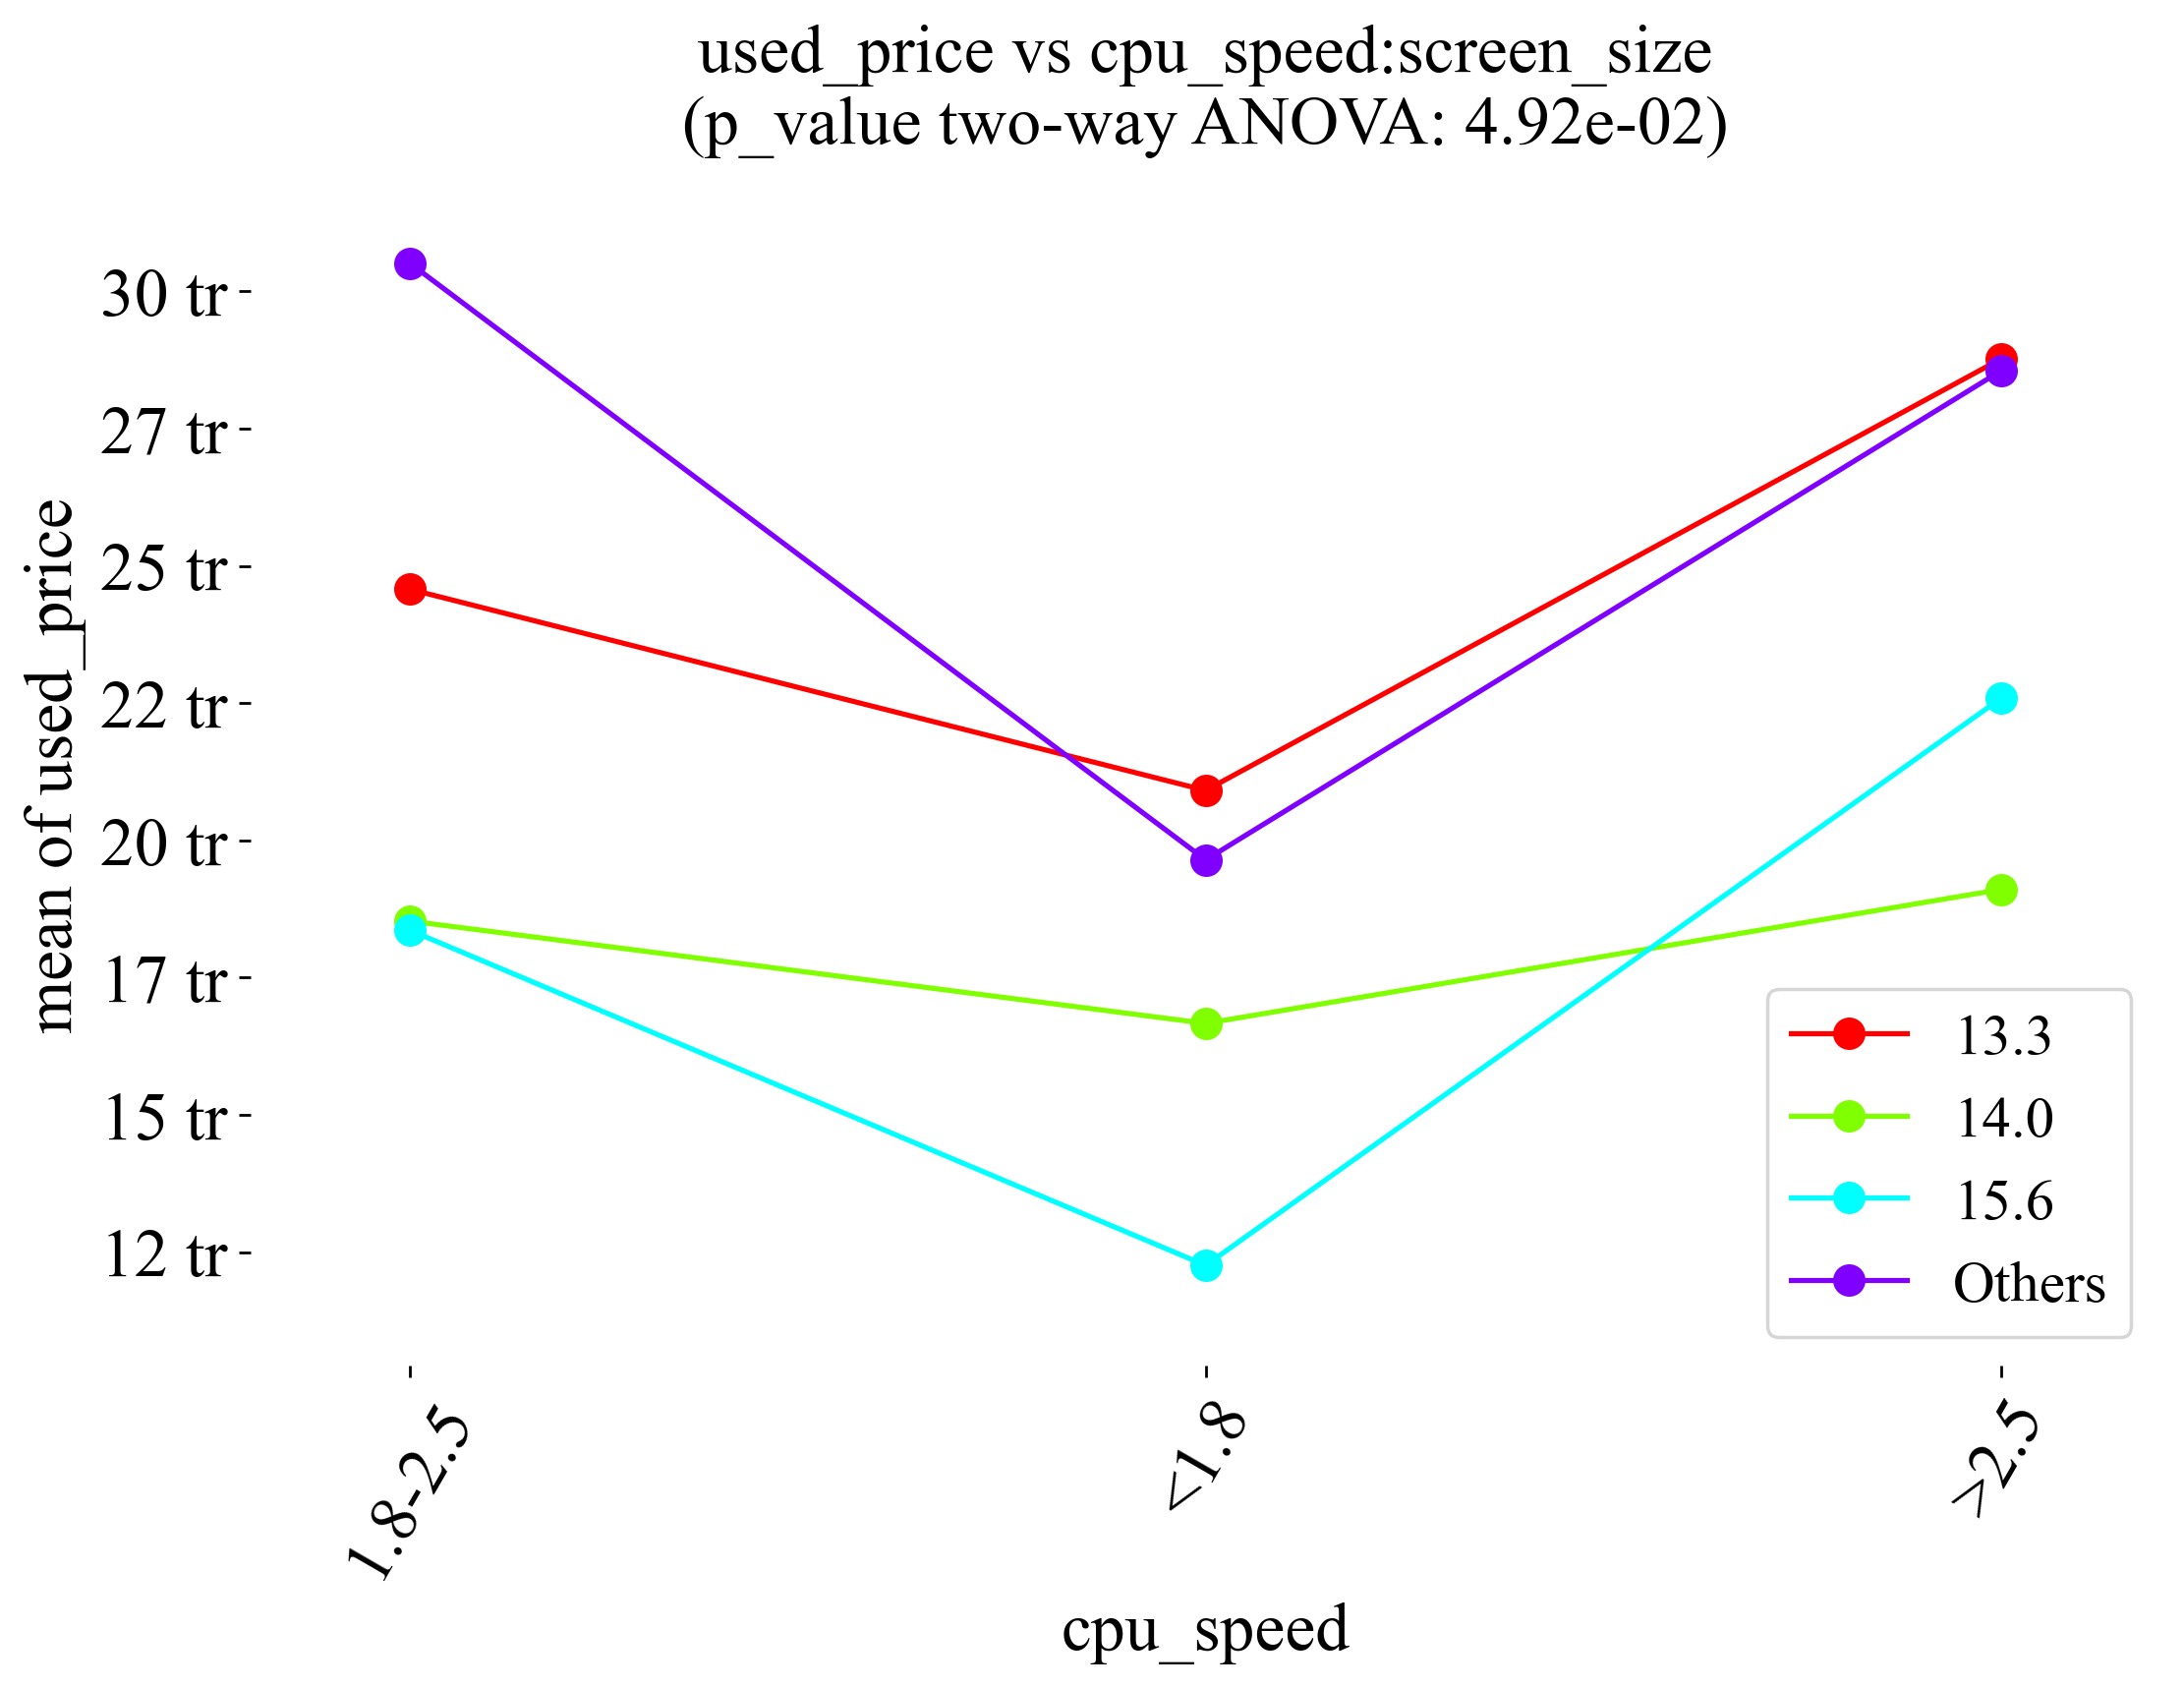 used_price vs cpu_speed:screen_size
(p_value two-way ANOVA: 4.92e-02)
mean of used_price
30 tr
27 tr
25 tr
22 tr
20 tr
17 tr
15 tr
12 tr
13.3
14.0
15.6
Others
1.8-2.5
<1.8
>2.5
cpu_speed